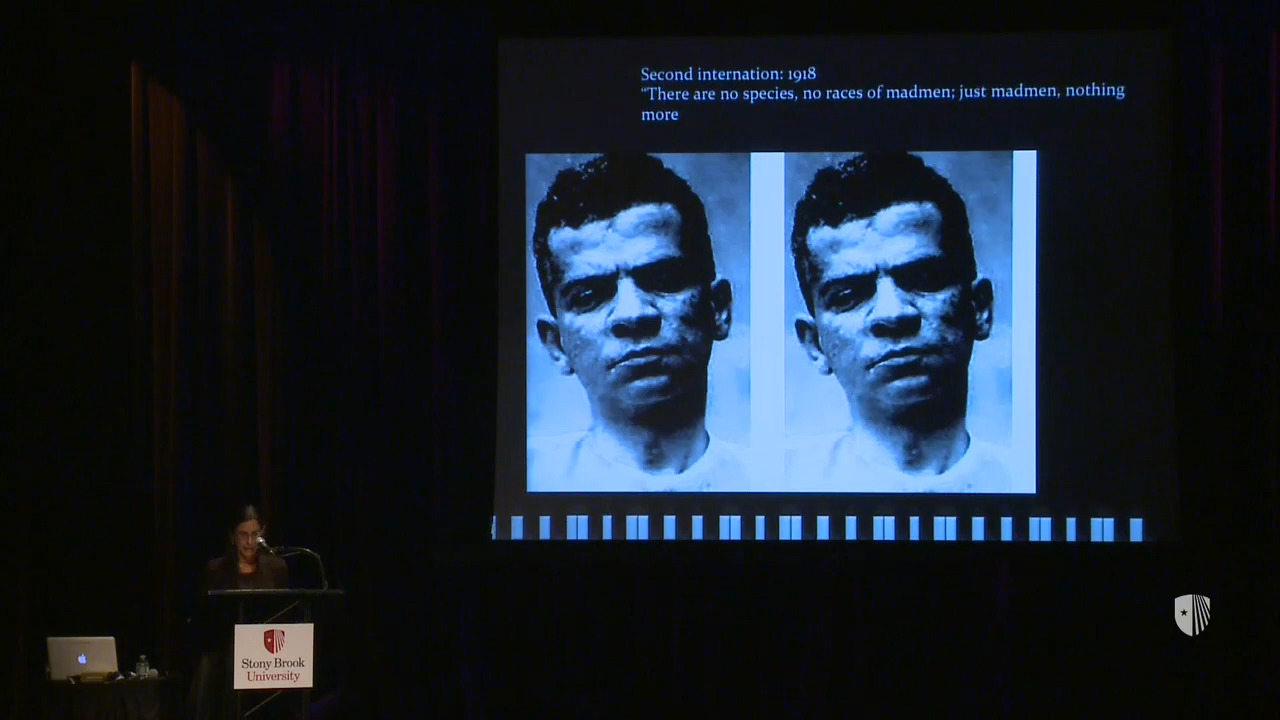 Second internation: 1918
“There are no species, no races of madmen; just madmen, nothing
more
Stony Brook
University